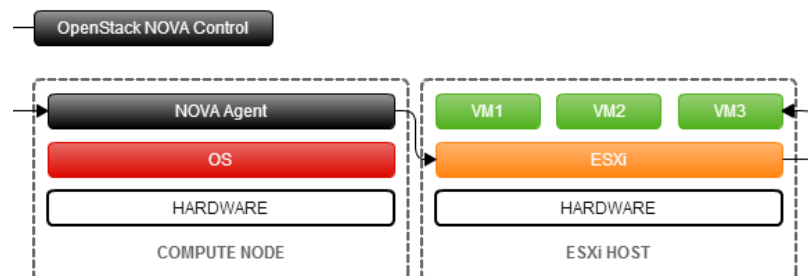 OpenStack NOVA Control
NOVA Agent
OS
HARDWARE
COMPUTE NODE
VM1
VM2
VM3
ESXi
HARDWARE
ESXi HOST